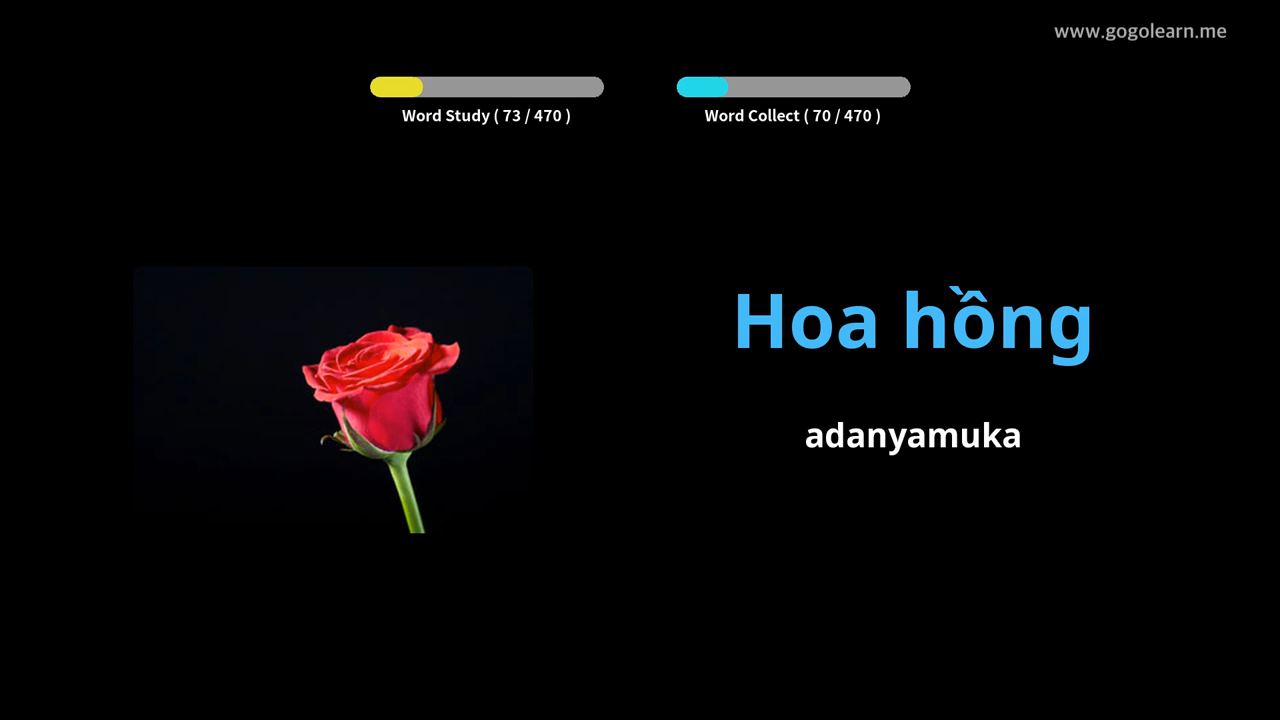 www.gogolearn.me
Word Study ( 73 / 470 )
Word Collect ( 70 / 470 )
Hoa hồng
adanyamuka